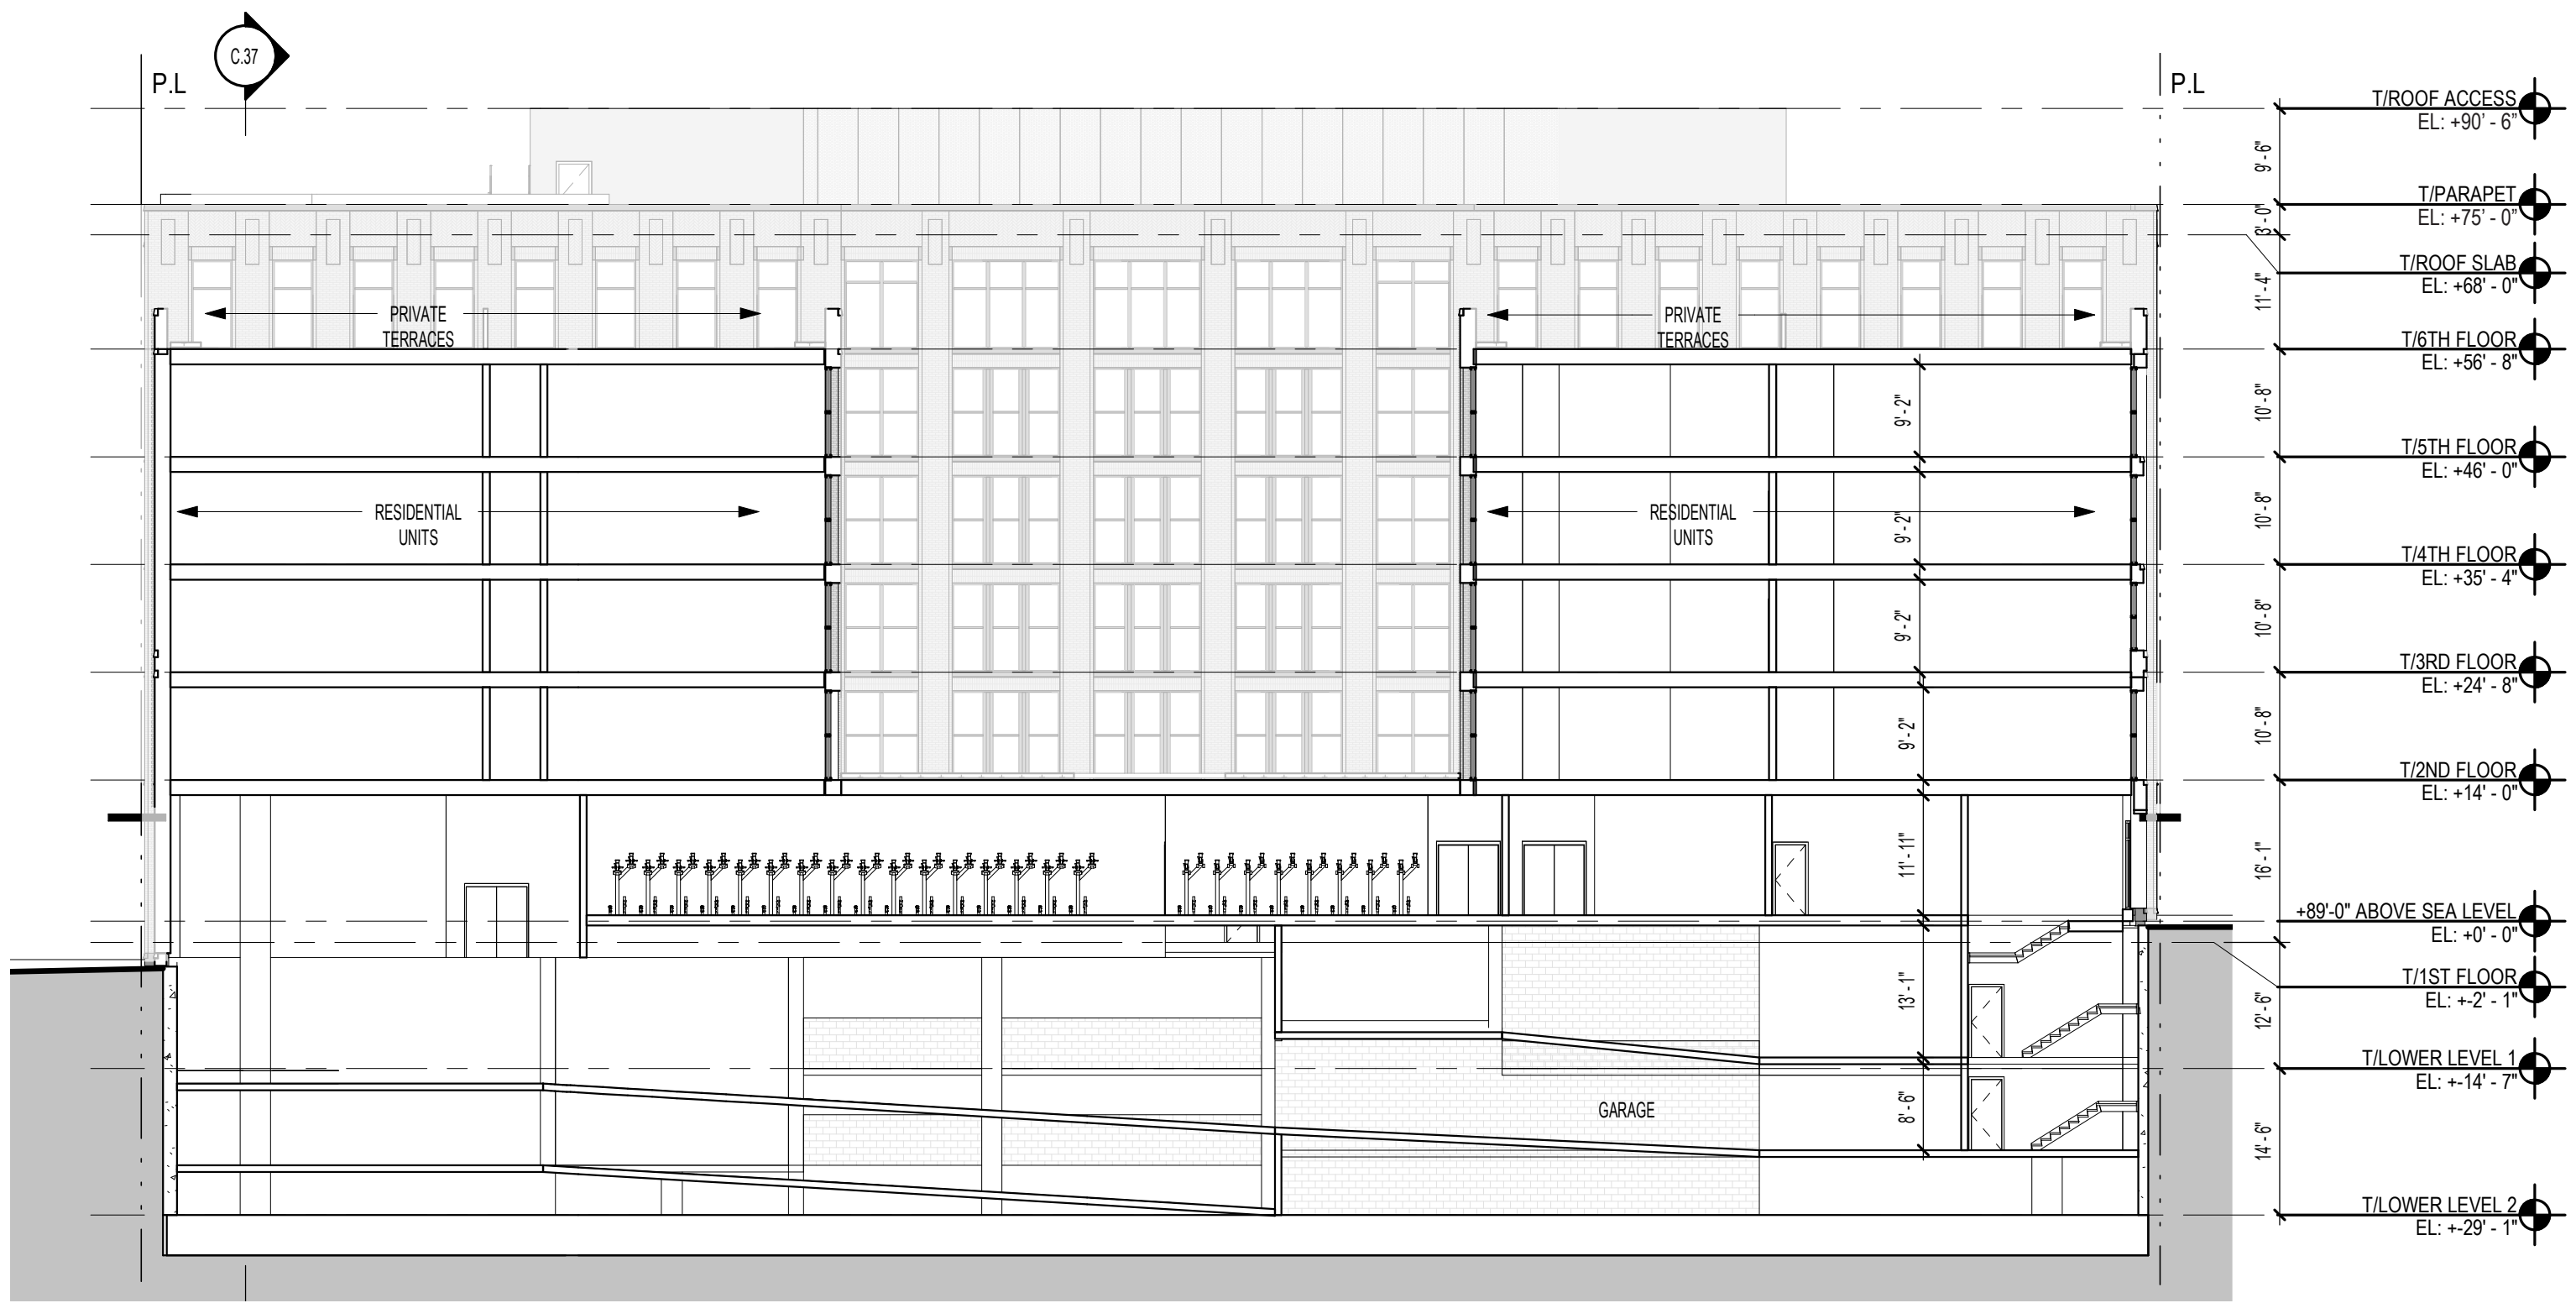 C.37
P.L
P.L
T/ROOF ACCESS
EL: +90' - 6"
9' - 6"
T/PARAPET
EL: +75' - 0"
3' - 0"
T/ROOF SLAB
EL: +68' - 0"
11' - 4"
PRIVATE
TERRACES
PRIVATE
TERRACES
T/6TH FLOOR
EL: +56' - 8"
9' - 2"
10' - 8"
T/5TH FLOOR
EL: +46' - 0"
RESIDENTIAL
UNITS
RESIDENTIAL
UNITS
9' - 2"
10' - 8"
T/4TH FLOOR
EL: +35' - 4"
9' - 2"
10' - 8"
T/3RD FLOOR
EL: +24' - 8"
9' - 2"
10' - 8"
T/2ND FLOOR
EL: +14' - 0"
11' - 11"
16' - 1"
+89'-0" ABOVE SEA LEVEL
EL: +0' - 0"
T/1ST FLOOR
EL: +-2' - 1"
13' - 1"
12' - 6"
T/LOWER LEVEL 1
EL: +-14' - 7"
GARAGE
8' - 6"
14' - 6"
T/LOWER LEVEL 2
EL: +-29' - 1"